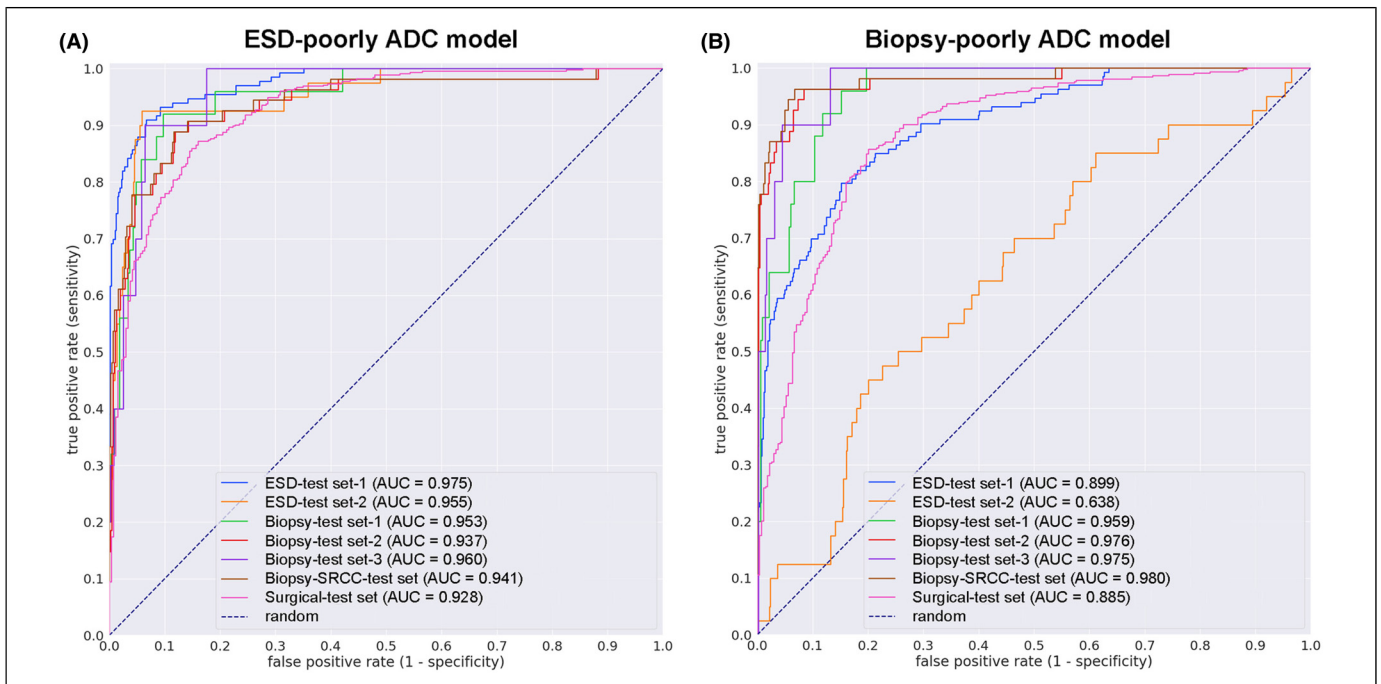 (A)
ESD-poorly ADC model
true positive rate (sensitivity)
1.0
0.9
0.8
0.7
0.6
0.5
0.4
0.3
0.2
0.1
0.0
ESD-test set-1 (AUC = 0.975)
ESD-test set-2 (AUC = 0.955)
Biopsy-test set-1 (AUC = 0.953)
Biopsy-test set-2 (AUC = 0.937)
Biopsy-test set-3 (AUC = 0.960)
Biopsy-SRCC-test set (AUC = 0.941)
Surgical-test set (AUC = 0.928)
random
0.0 0.1 0.2 0.3 0.4 0.5 0.6 0.7 0.8 0.9 1.0
false positive rate (1 - specificity)
(B)
Biopsy-poorly ADC model
true positive rate (sensitivity)
1.0
0.9
0.8
0.7
0.6
0.5
0.4
0.3
0.2
0.1
0.0
ESD-test set-1 (AUC = 0.899)
ESD-test set-2 (AUC = 0.638)
Biopsy-test set-1 (AUC = 0.959)
Biopsy-test set-2 (AUC = 0.976)
Biopsy-test set-3 (AUC = 0.975)
Biopsy-SRCC-test set (AUC = 0.980)
Surgical-test set (AUC = 0.885)
random
0.0 0.1 0.2 0.3 0.4 0.5 0.6 0.7 0.8 0.9 1.0
false positive rate (1 - specificity)